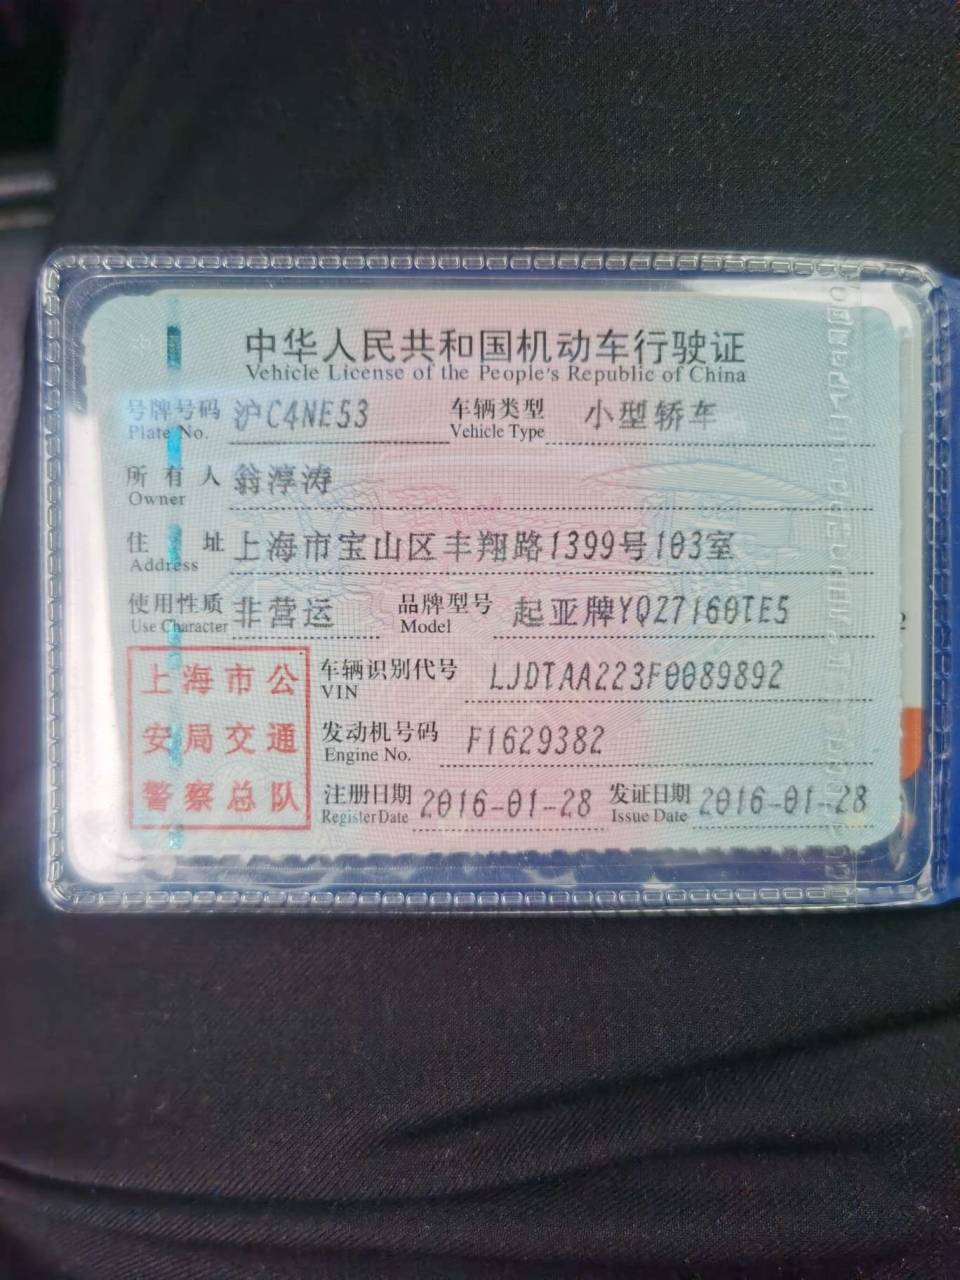 中华人民共和国机动车行驶证
Vehicle License of the People's Republic of China
号牌号码 沪C4NE53 车辆类型 小型轿车
Plate No. Vehicle Type
所有人 翁淳涛
Owner
住址 上海市宝山区丰翔路1399号103室
Address
使用性质 非营运 品牌型号 起亚牌YQZ7160TE5
Use Character Model
上海市公
安局交通
警察总队
车辆识别代号 LJDTAA223F0089892
VIN
发动机号码 F1629382
Engine No.
注册日期 2016-01-28 发证日期 2016-01-28
Register Date Issue Date